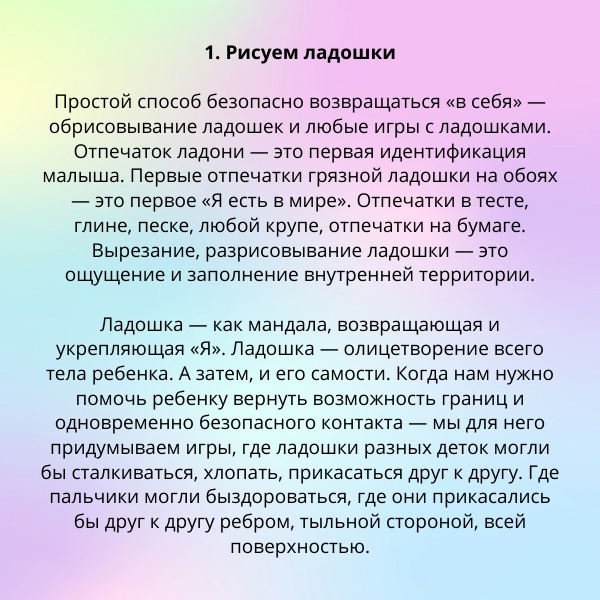 1. Рисуем ладошки
Простой способ безопасно возвращаться «в себя» —
обрисовывание ладошек и любые игры с ладошками.
Отпечаток ладони — это первая идентификация
малыша. Первые отпечатки грязной ладошки на обоях
— это первое «Я есть в мире». Отпечатки в тесте,
глине, песке, любой крупе, отпечатки на бумаге.
Вырезание, разрисовывание ладошки — это
ощущение и заполнение внутренней территории.
Ладошка — как мандала, возвращающая и
укрепляющая «Я». Ладошка — олицетворение всего
тела ребенка. А затем, и его самости. Когда нам нужно
помочь ребенку вернуть возможность границ и
одновременно безопасного контакта — мы для него
придумываем игры, где ладошки разных деток могли
бы сталкиваться, хлопать, прикасаться друг к другу. Где
пальчики могли быздороваться, где они прикасались
бы друг к другу ребром, тыльной стороной, всей
поверхностью.